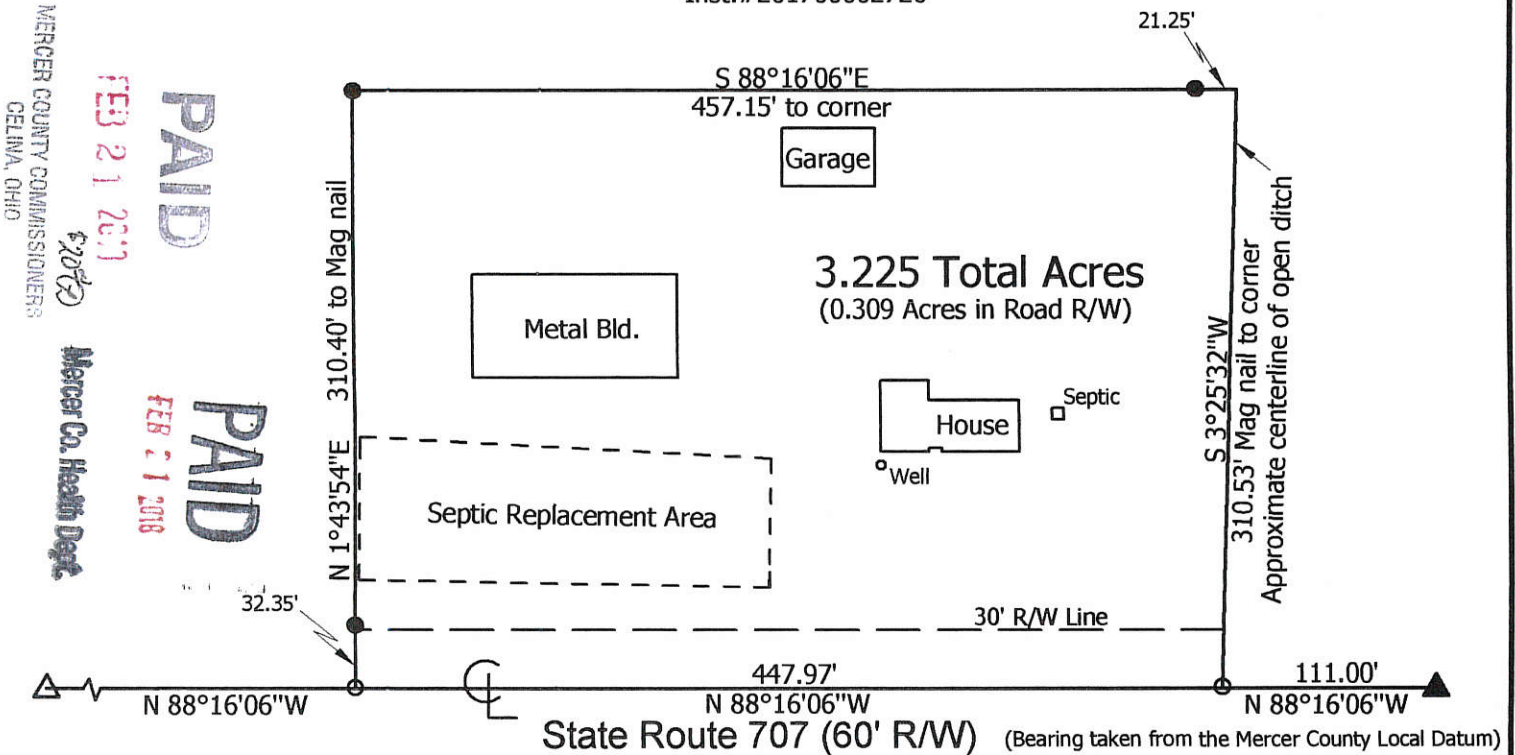 21.25'
S 88°16'06"E
457.15' to corner
Garage
310.40' to Mag nail
N 1°43'54"E
3.225 Total Acres
(0.309 Acres in Road R/W)
Metal Bld.
House
Septic
Well
Septic Replacement Area
S 3°25'32"W
310.53' Mag nail to corner
Approximate centerline of open ditch
32.35'
30' R/W Line
447.97'
111.00'
N 88°16'06"W
CL
N 88°16'06"W
N 88°16'06"W
State Route 707 (60' R/W)
(Bearing taken from the Mercer County Local Datum)
PAID
FEB 21
MERCER COUNTY COMMISSIONERS
CELINA, OHIO
PAID
FEB 21 2018
Mercer Co. Health Dept.